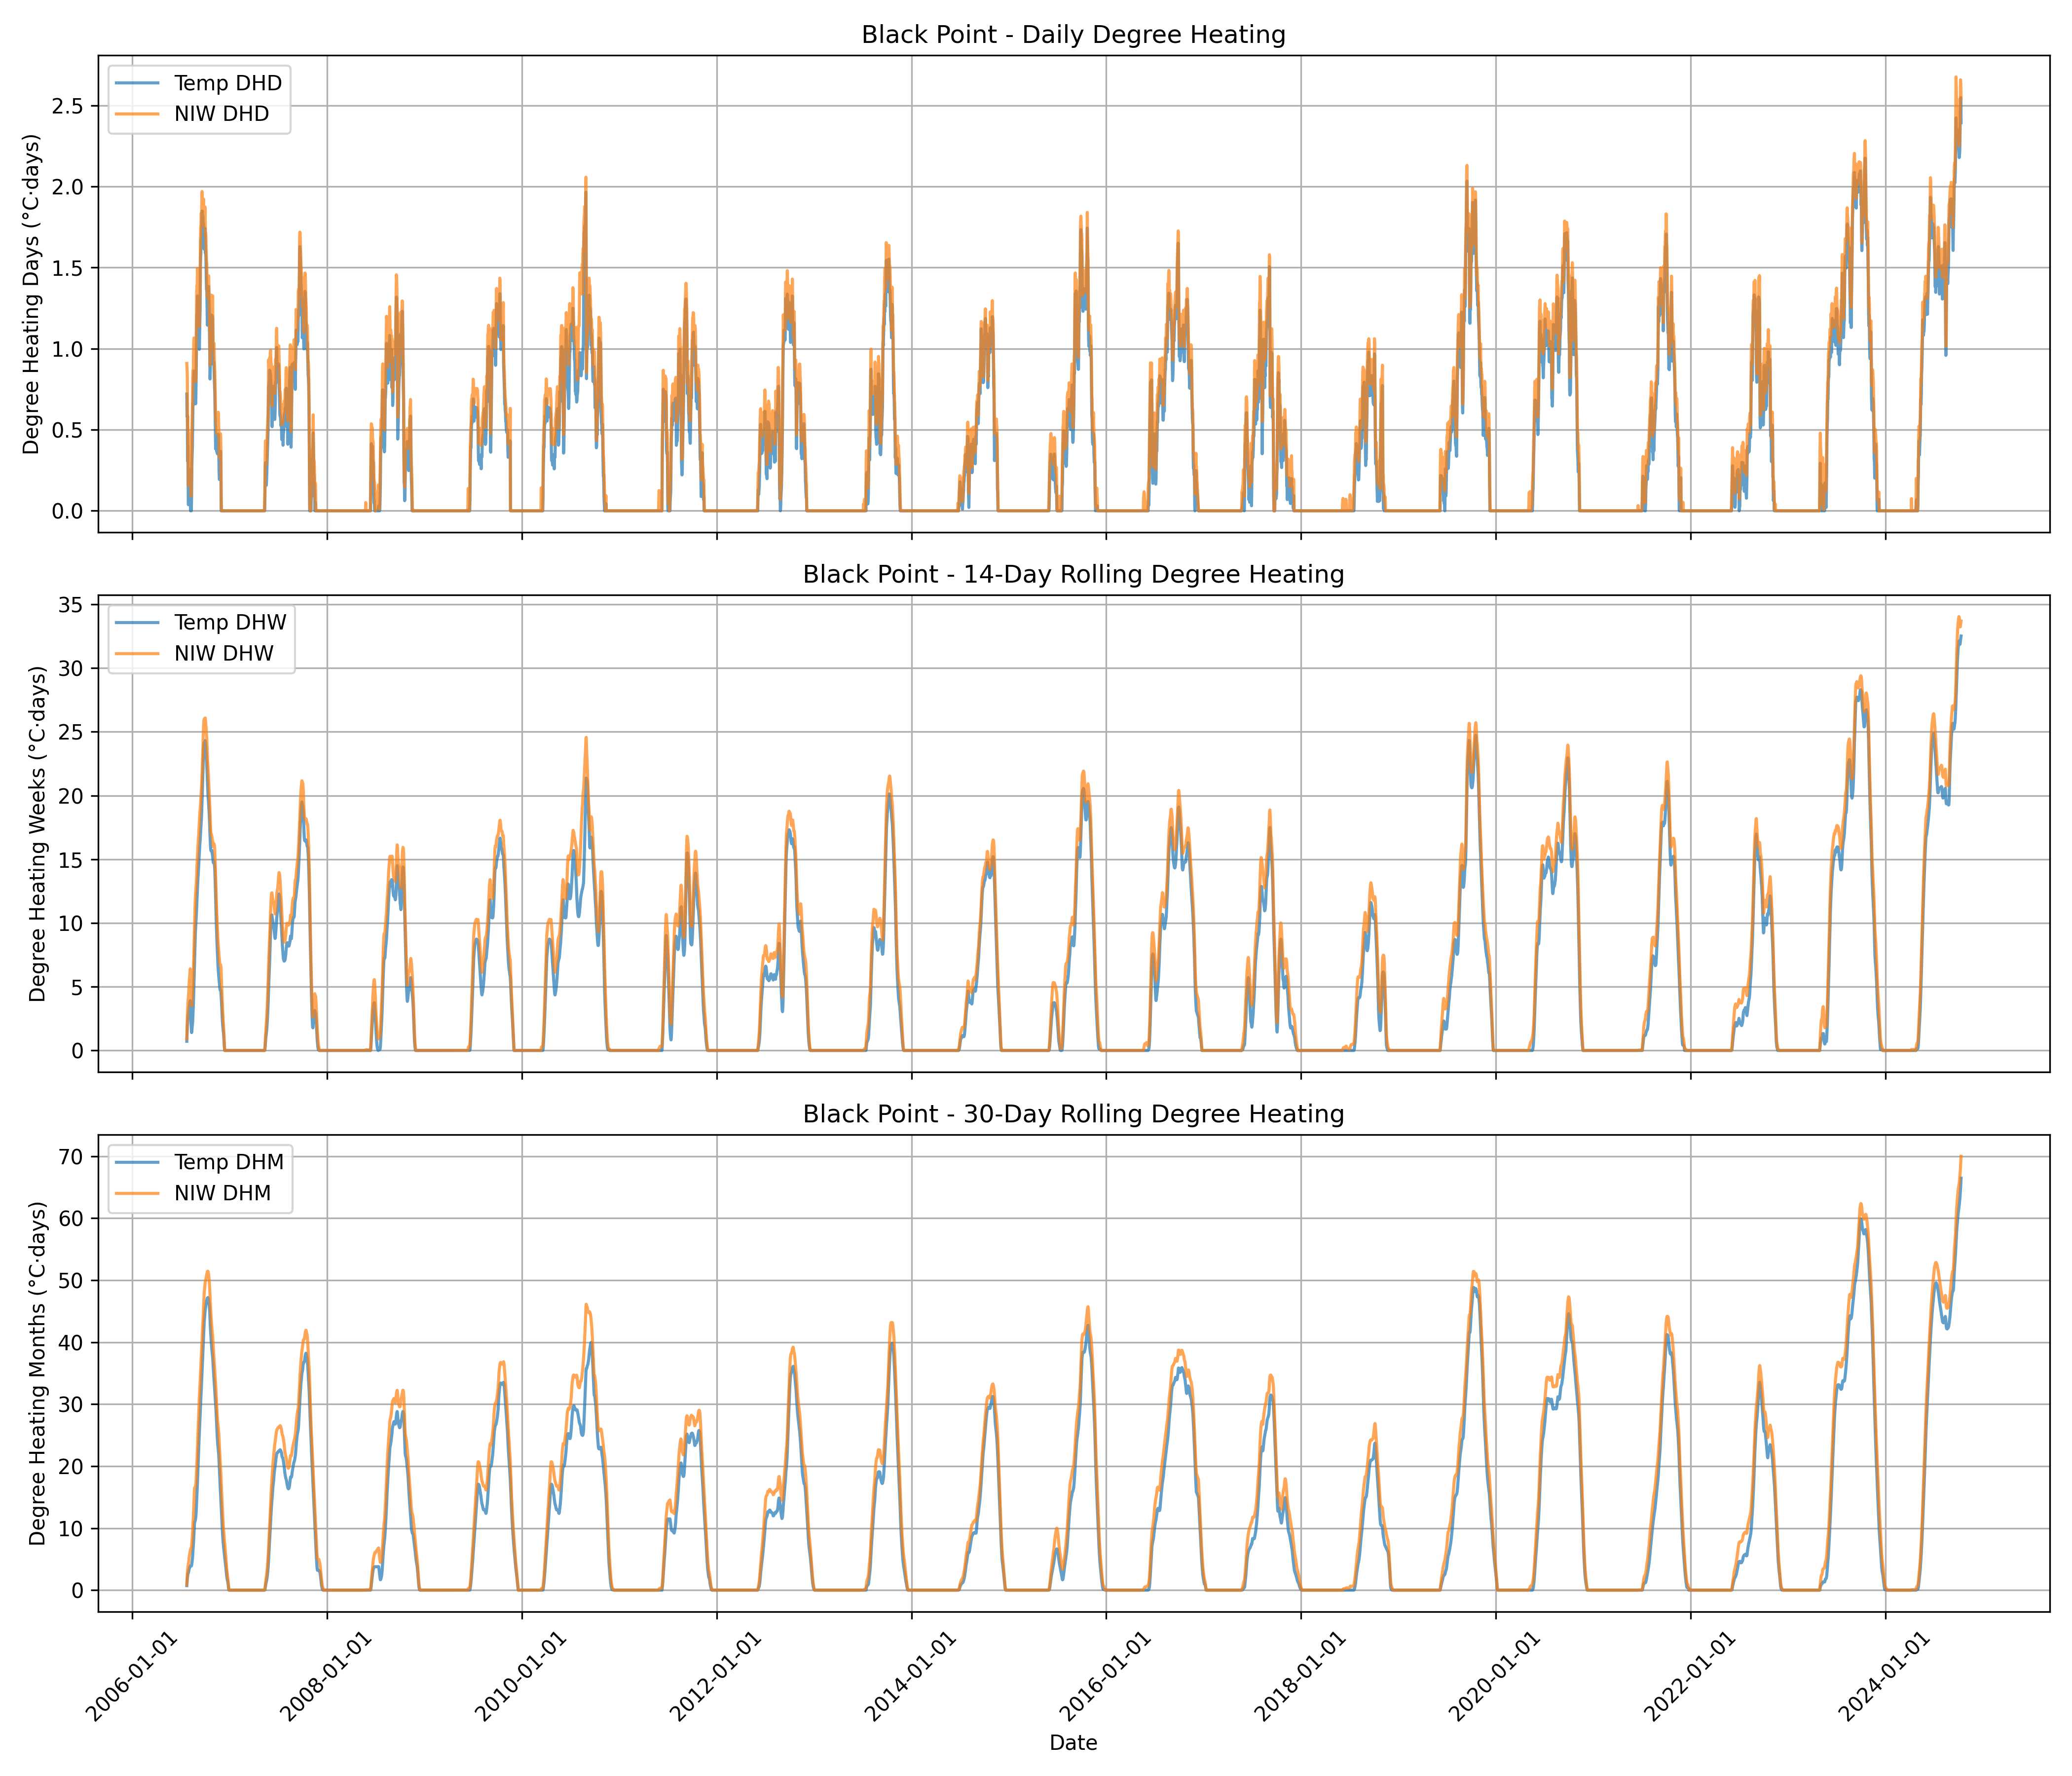 Black Point - Daily Degree Heating
Degree Heating Days (°C·days)
2.5
2.0
1.5
1.0
0.5
0.0
Temp DHD
NIW DHD
Black Point - 14-Day Rolling Degree Heating
Degree Heating Weeks (°C·days)
35
30
25
20
15
10
5
0
Temp DHW
NIW DHW
Black Point - 30-Day Rolling Degree Heating
Degree Heating Months (°C·days)
70
60
50
40
30
20
10
0
Temp DHM
NIW DHM
2006-01-01
2008-01-01
2010-01-01
2012-01-01
2014-01-01
2016-01-01
2018-01-01
2020-01-01
2022-01-01
2024-01-01
Date